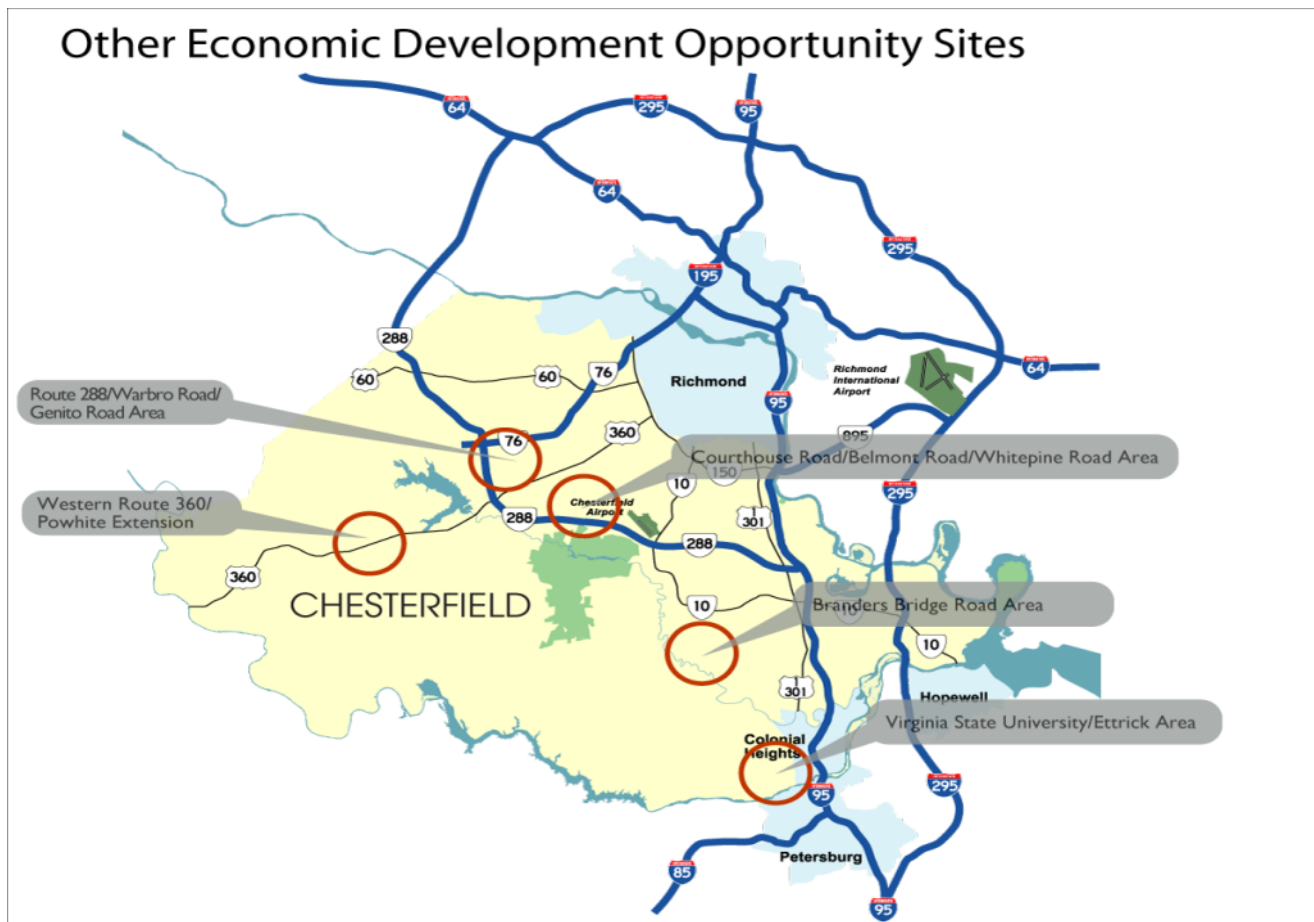 Other Economic Development Opportunity Sites
64
295
95
64
295
195
288
60
60
76
Richmond
Richmond
International
Airport
64
Route 288/Warbro Road/
Genito Road Area
95
76
360
895
Courthouse Road/Belmont Road/Whitepine Road Area
150
10
Western Route 360/
Powhite Extension
Chesterfield
Airport
295
288
1
301
288
360
CHESTERFIELD
10
Branders Bridge Road Area
10
10
1
301
Hopewell
Virginia State University/Ettrick Area
Colonial
Heights
95
295
Petersburg
85
95